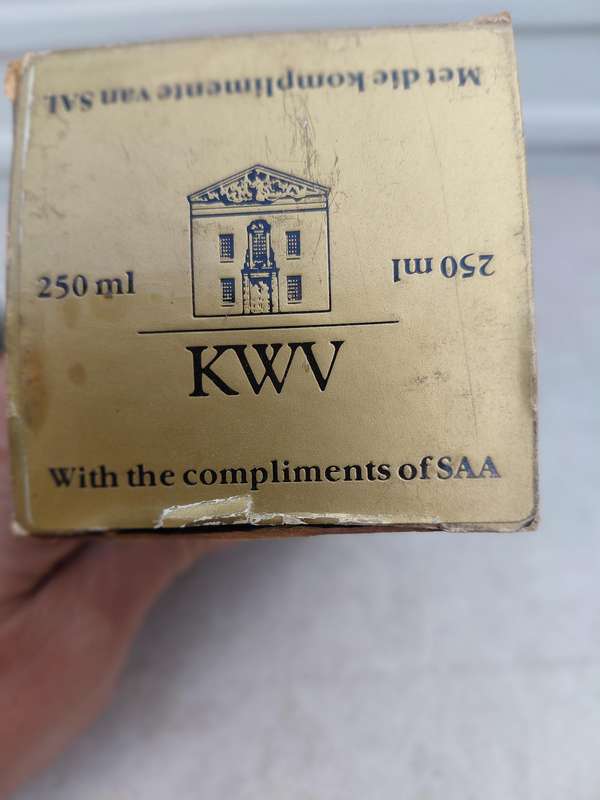 Met die komplimente van SAL
250 ml
250 ml
KWV
With the compliments of SAA